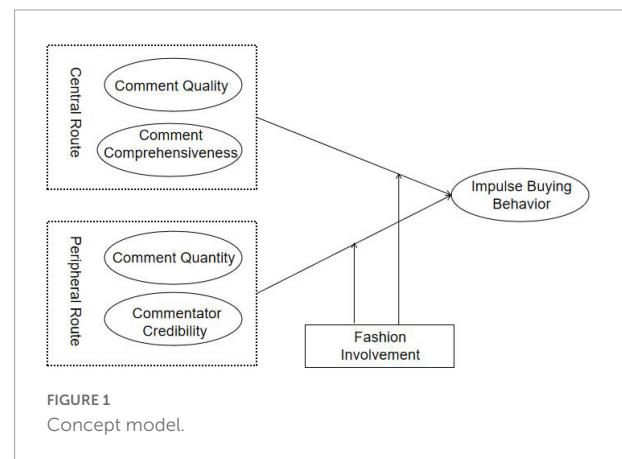 Central Route
Comment Quality
Comment
Comprehensiveness
Impulse Buying
Behavior
Peripheral Route
Comment Quantity
Commentator
Credibility
Fashion
Involvement
FIGURE 1
Concept model.